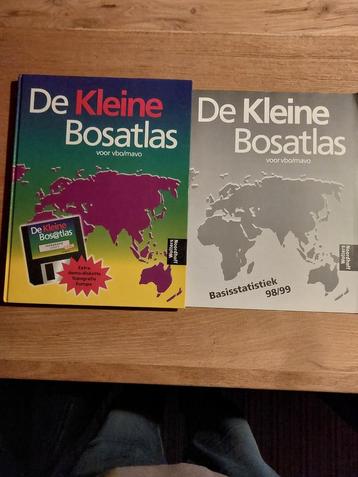 De Kleine
Bosatlas
voor vbo/mavo
De Kleine
Bosatlas
Extra
demo-diskette
Topografie
Europa
Wolters
Noordhoff
De Kleine
Bosatlas
voor vbo/mavo
Basisstatistiek
98/99
Wolters
Noordhoff